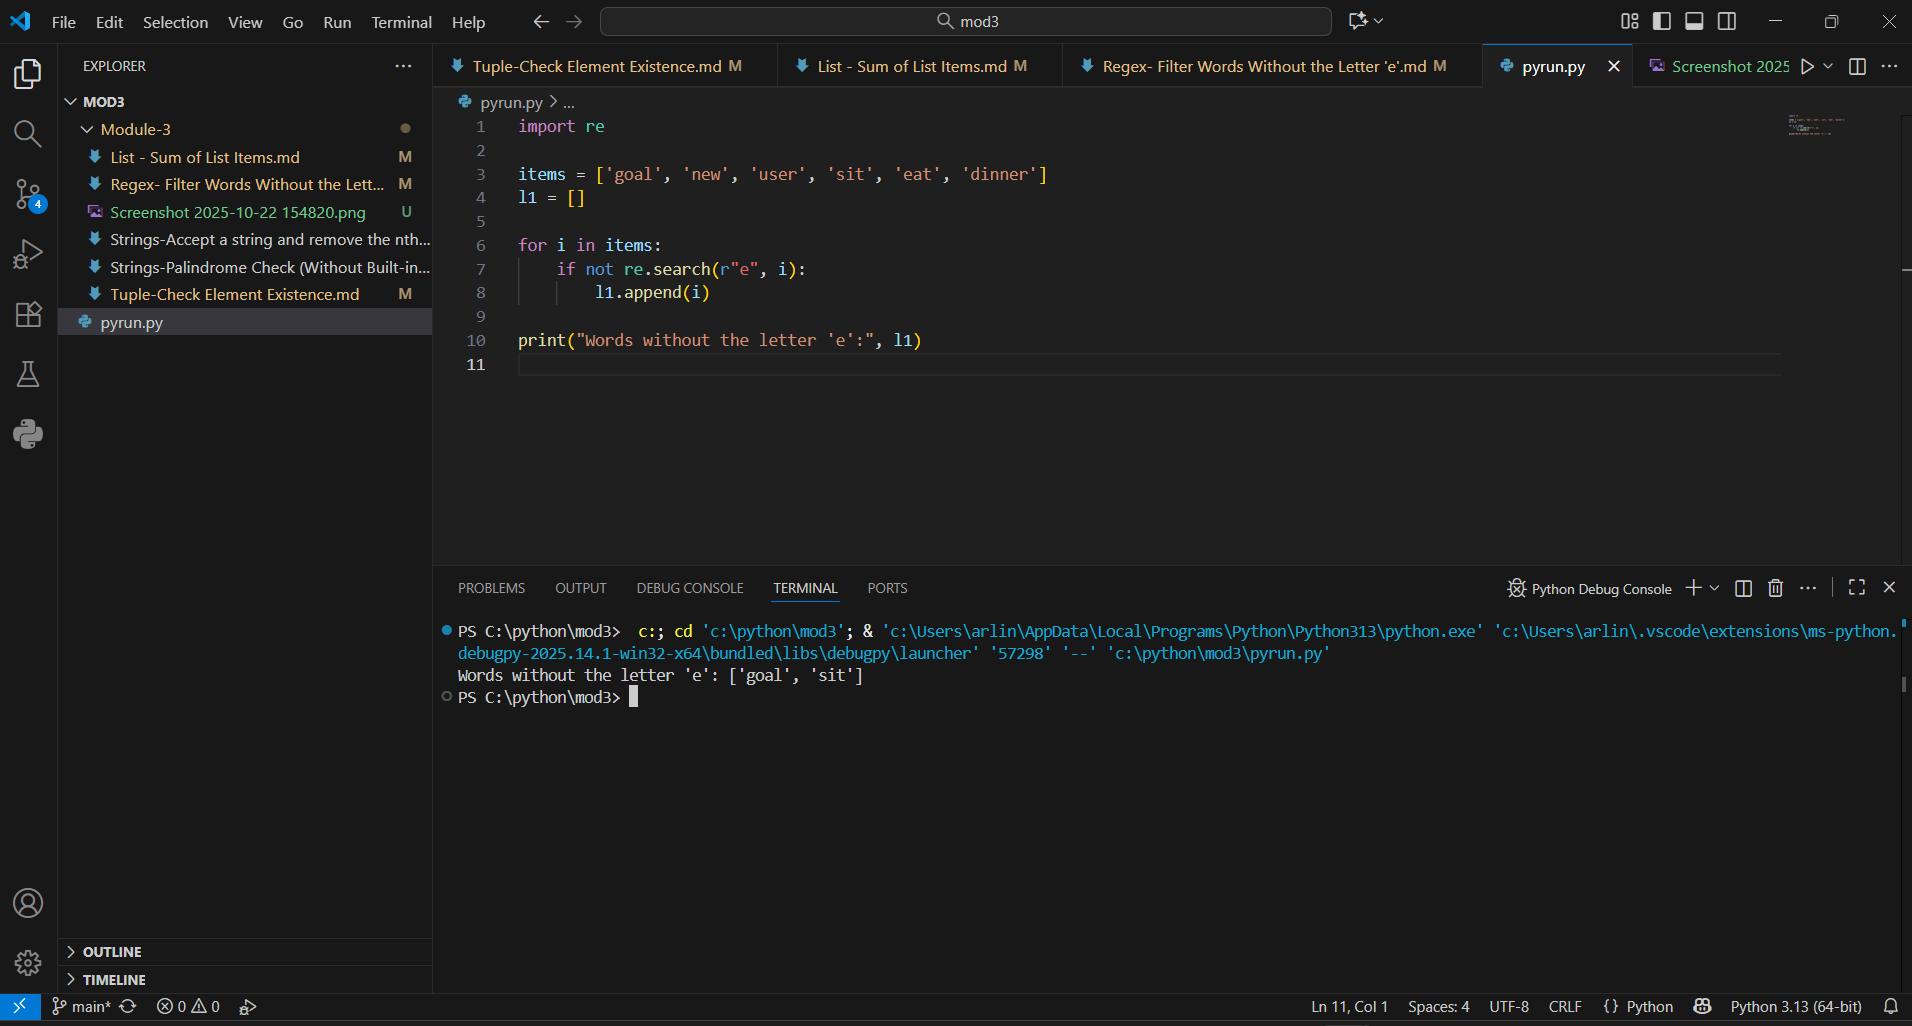 File Edit Selection View Go Run Terminal Help mod3
EXPLORER
MOD3
Module-3
List - Sum of List Items.md M
Regex- Filter Words Without the Lett... M
Screenshot 2025-10-22 154820.png U
Strings-Accept a string and remove the nth...
Strings-Palindrome Check (Without Built-in...
Tuple-Check Element Existence.md M
pyrun.py
4
OUTLINE
TIMELINE
Tuple-Check Element Existence.md M List - Sum of List Items.md M Regex- Filter Words Without the Letter 'e'.md M pyrun.py Screenshot 2025
pyrun.py > ...
1 import re
2
3 items = ['goal', 'new', 'user', 'sit', 'eat', 'dinner']
4 l1 = []
5
6 for i in items:
7 if not re.search(r"e", i):
8 l1.append(i)
9
10 print("Words without the letter 'e':", l1)
11
PROBLEMS OUTPUT DEBUG CONSOLE TERMINAL PORTS Python Debug Console
PS C:\python\mod3> c:; cd 'c:\python\mod3'; & 'c:\Users\arlin\AppData\Local\Programs\Python\Python313\python.exe' 'c:\Users\arlin\.vscode\extensions\ms-python.
debugpy-2025.14.1-win32-x64\bundled\libs\debugpy\launcher' '57298' '--' 'c:\python\mod3\pyrun.py'
Words without the letter 'e': ['goal', 'sit']
PS C:\python\mod3>
main* 0 0 Ln 11, Col 1 Spaces: 4 UTF-8 CRLF {} Python Python 3.13 (64-bit)